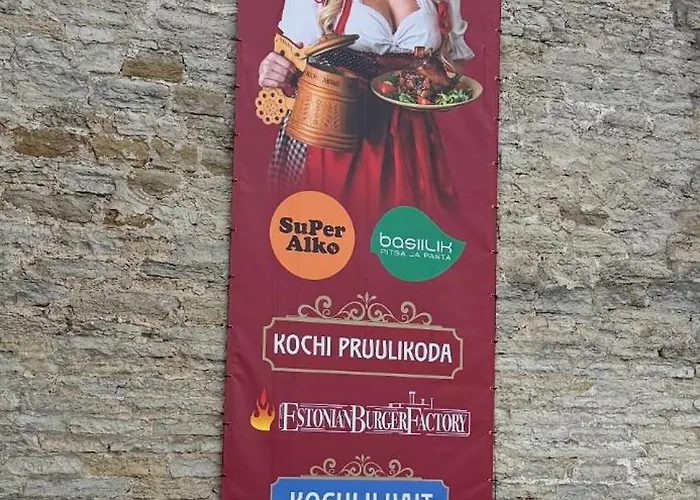 SuPer
Alko
basiilik
PITSA JA PASTA
KOCHI PRUULIKODA
ESTONIAN BURGER FACTORY